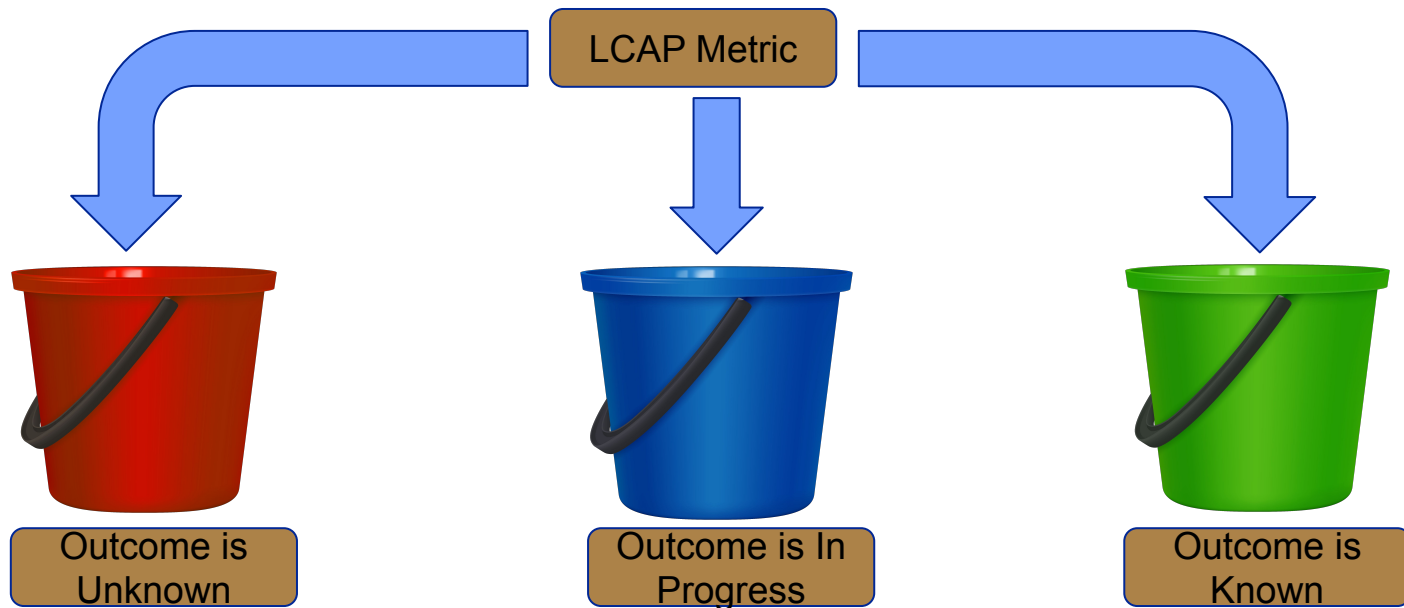 LCAP Metric
Outcome is
Unknown
Outcome is In
Progress
Outcome is
Known